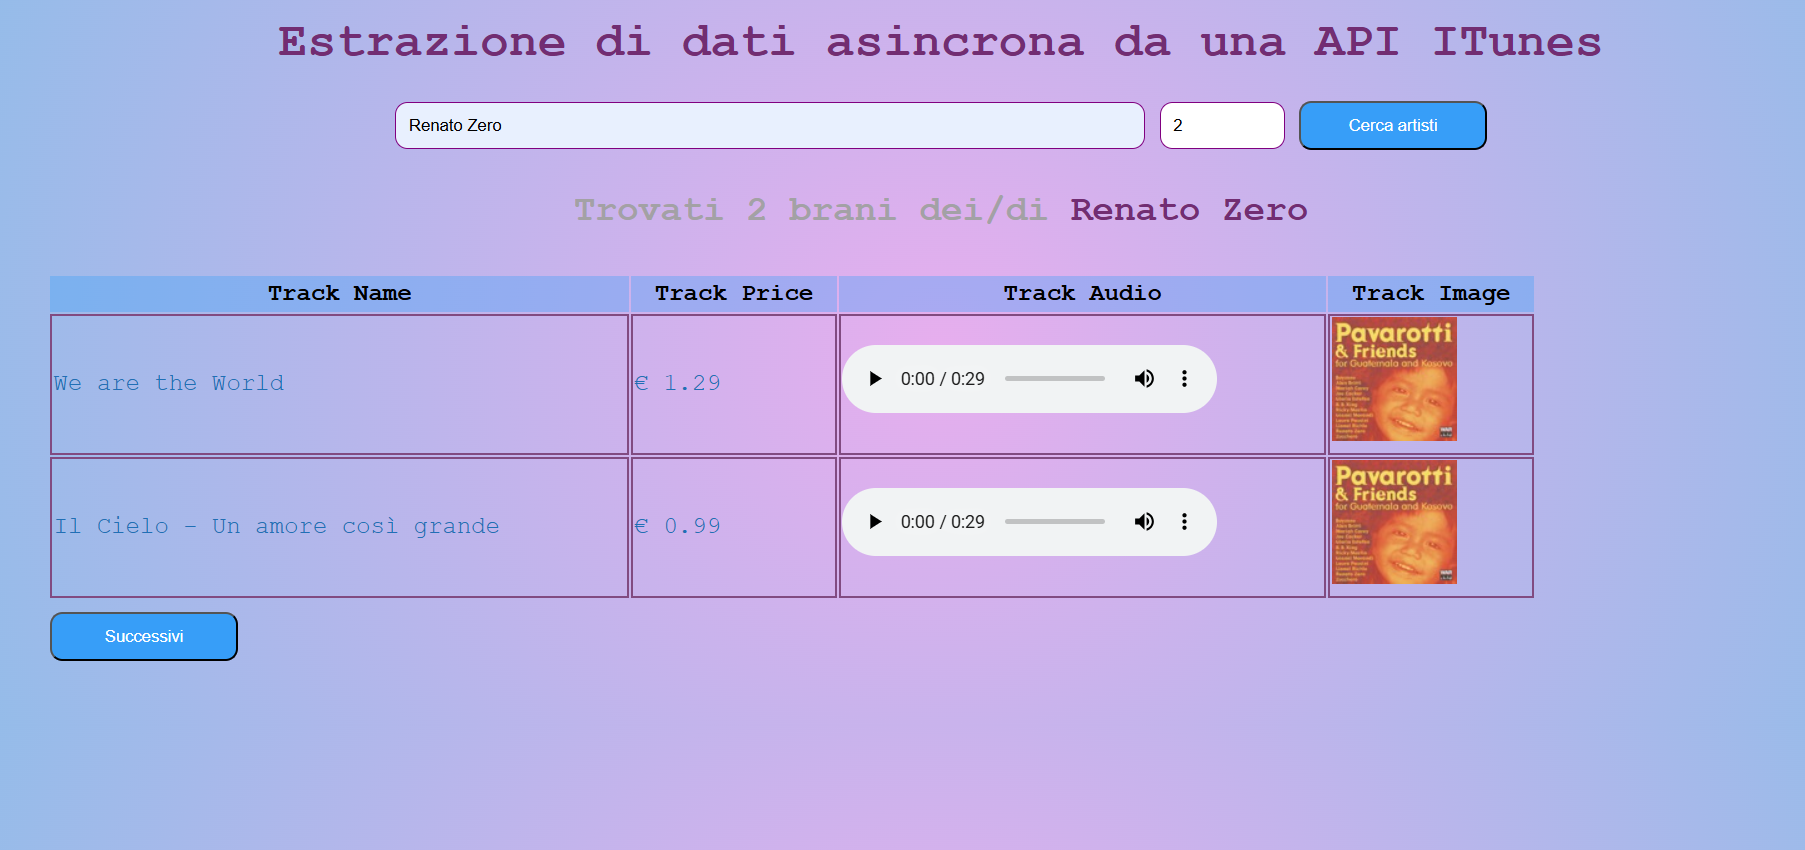 Estrazione di dati asincrona da una API ITunes
Renato Zero 2 Cerca artisti
Trovati 2 brani dei/di Renato Zero
Track Name Track Price Track Audio Track Image
We are the World € 1.29 0:00 / 0:29
Pavarotti
& Friends
for Guatemala and Kosovo
Il Cielo - Un amore così grande € 0.99 0:00 / 0:29
Pavarotti
& Friends
for Guatemala and Kosovo
Successivi